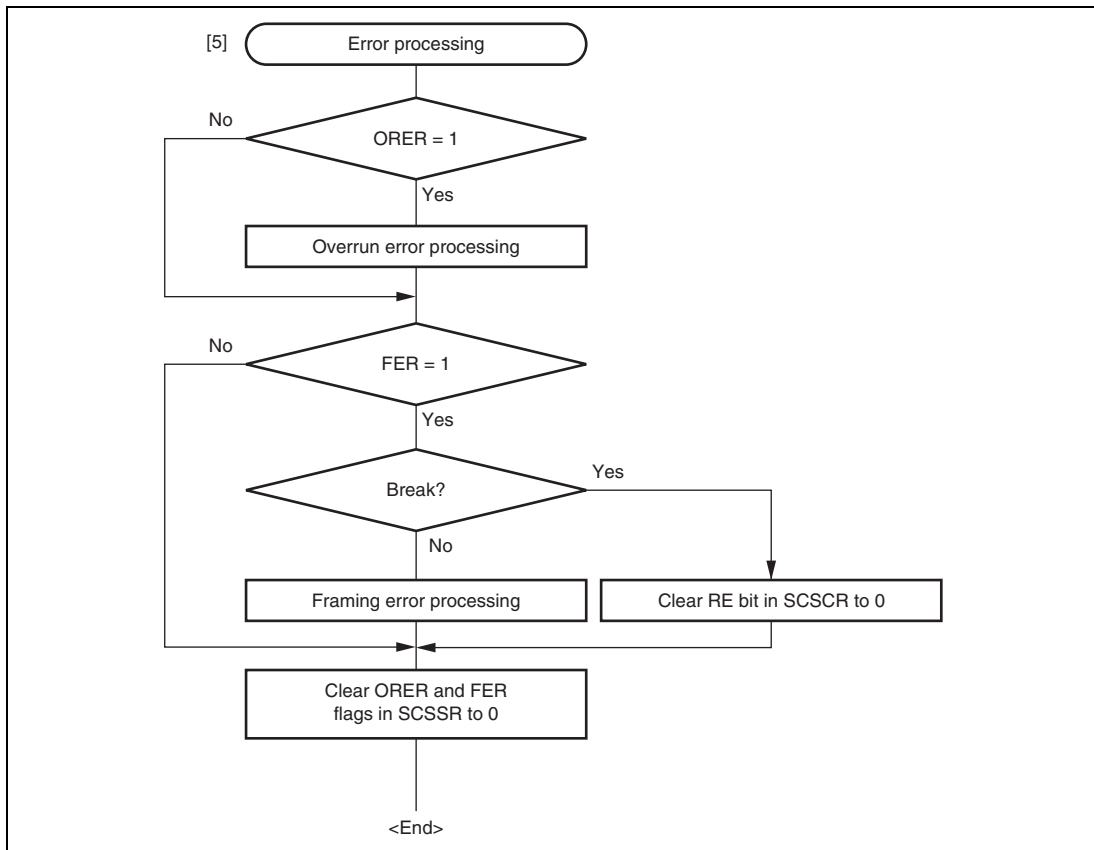 [5]
Error processing
No
ORER = 1
Yes
Overrun error processing
No
FER = 1
Yes
Yes
Break?
No
Framing error processing
Clear RE bit in SCSCR to 0
Clear ORER and FER
flags in SCSSR to 0
<End>